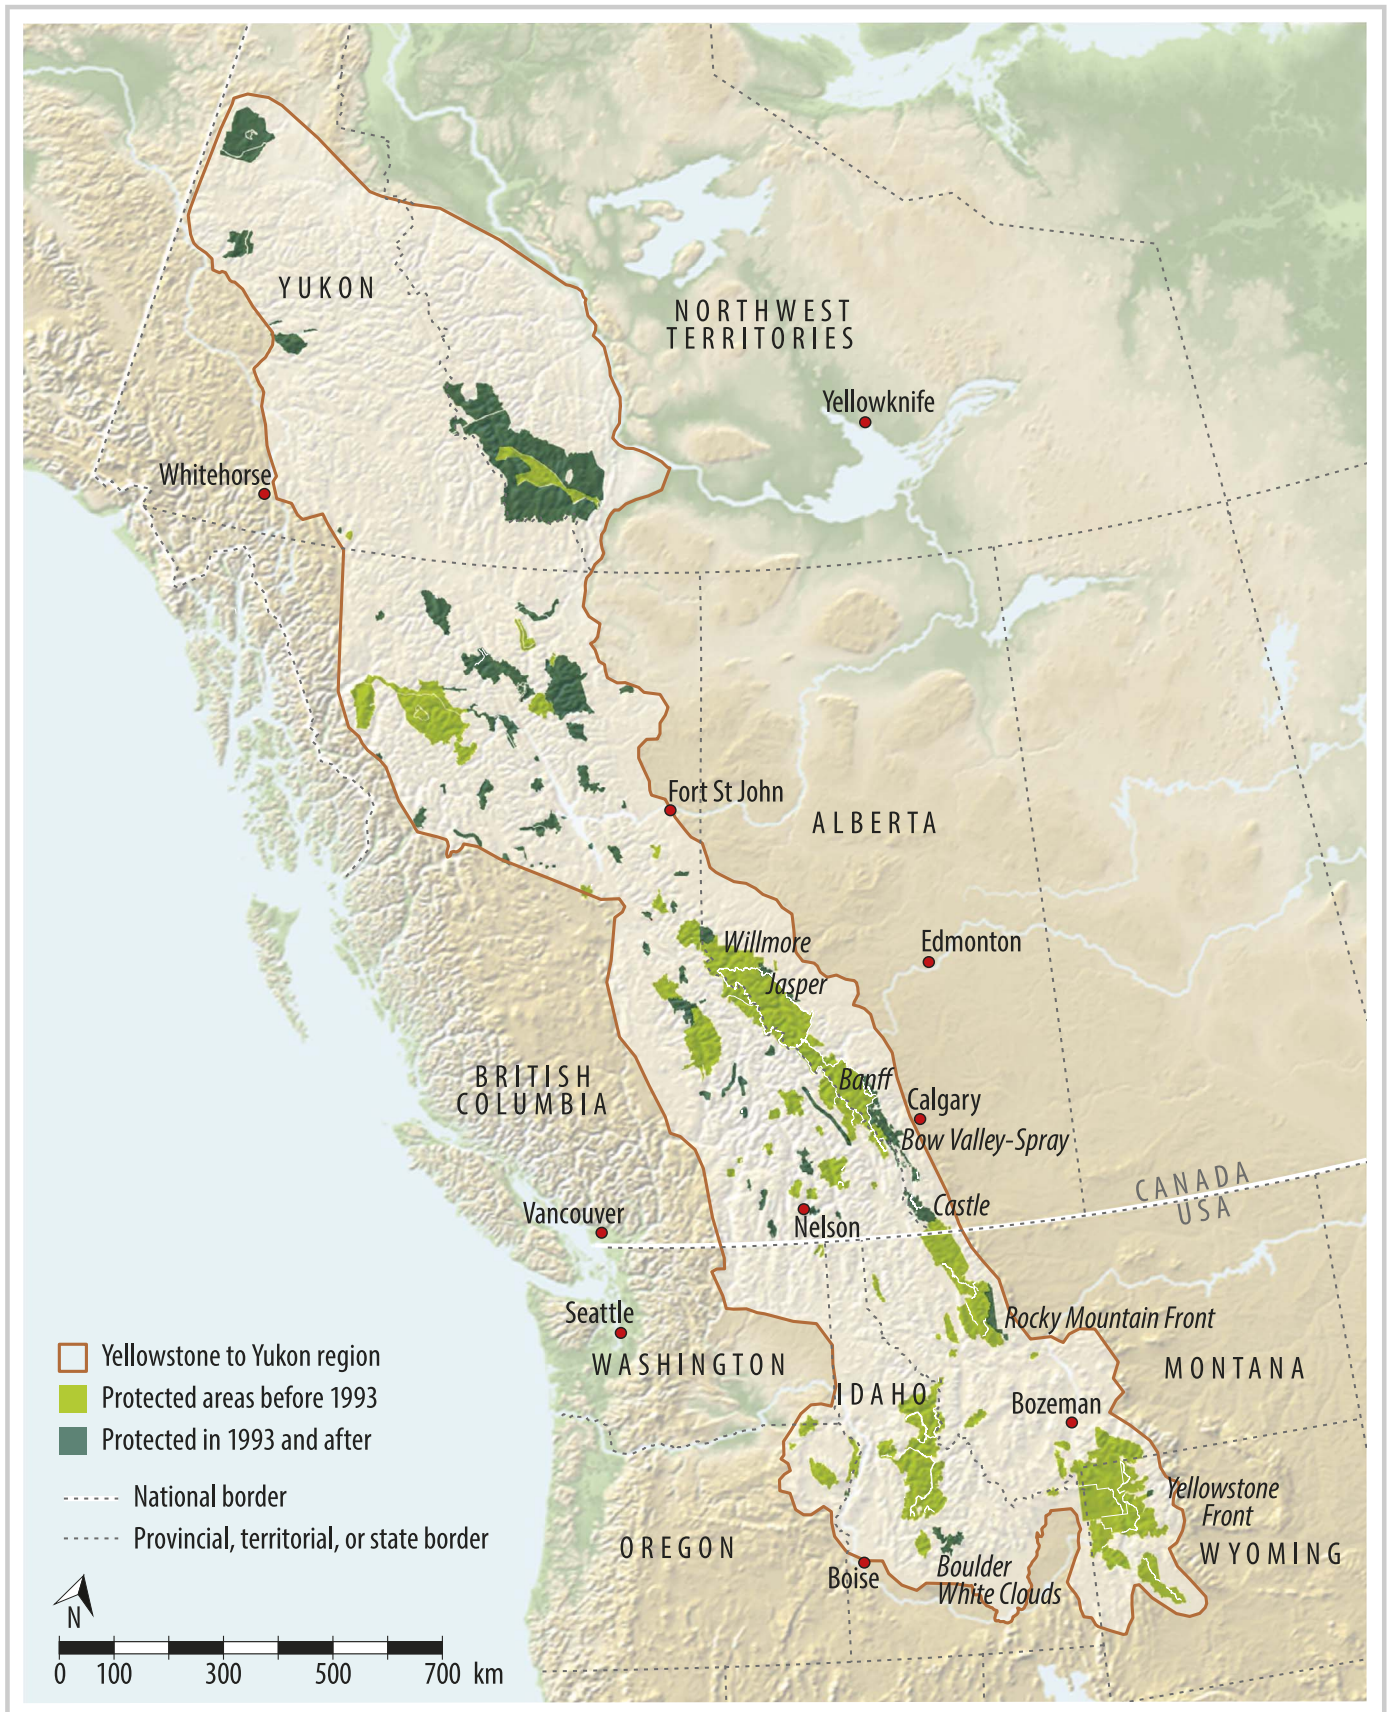 YUKON
NORTHWEST
TERRITORIES
Yellowknife
Whitehorse
Fort St John
ALBERTA
Willmore
Edmonton
Jasper
BRITISH
COLUMBIA
Banff
Calgary
Bow Valley-Spray
CANADA
USA
Castle
Vancouver
Nelson
Seattle
Rocky Mountain Front
WASHINGTON
MONTANA
IDAHO
Bozeman
Yellowstone
Front
OREGON
WYOMING
Boise
Boulder
White Clouds
Yellowstone to Yukon region
Protected areas before 1993
Protected in 1993 and after
National border
Provincial, territorial, or state border
N
0 100 300 500 700 km